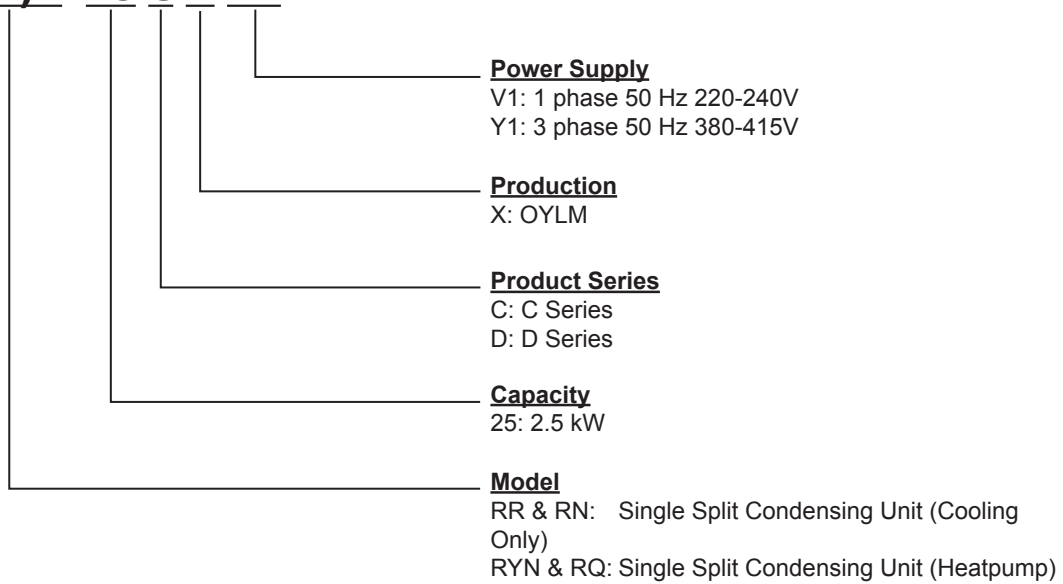 Power Supply
V1: 1 phase 50 Hz 220-240V
Y1: 3 phase 50 Hz 380-415V
Production
X: OYLM
Product Series
C: C Series
D: D Series
Capacity
25: 2.5 kW
Model
RR & RN: Single Split Condensing Unit (Cooling
Only)
RYN & RQ: Single Split Condensing Unit (Heatpump)